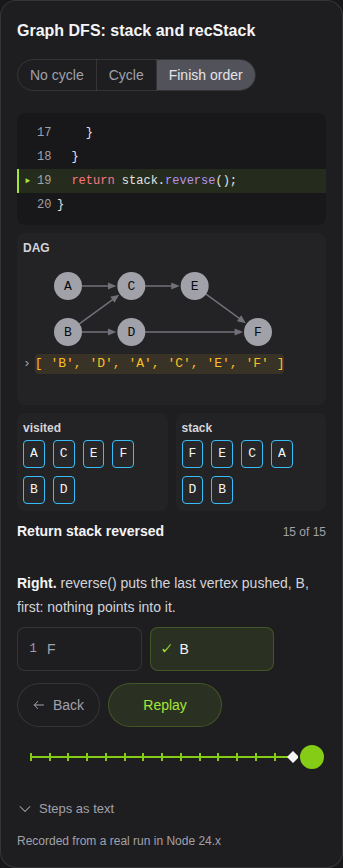 Graph DFS: stack and recStack
No cycle Cycle Finish order
17 }
18 }
▸ 19 return stack.reverse();
20 }
DAG
A C E
B D F
› [ 'B', 'D', 'A', 'C', 'E', 'F' ]
visited
A C E F
B D
stack
F E C A
D B
Return stack reversed 15 of 15
Right. reverse() puts the last vertex pushed, B,
first: nothing points into it.
1 F ✓ B
← Back Replay
Steps as text
Recorded from a real run in Node 24.x